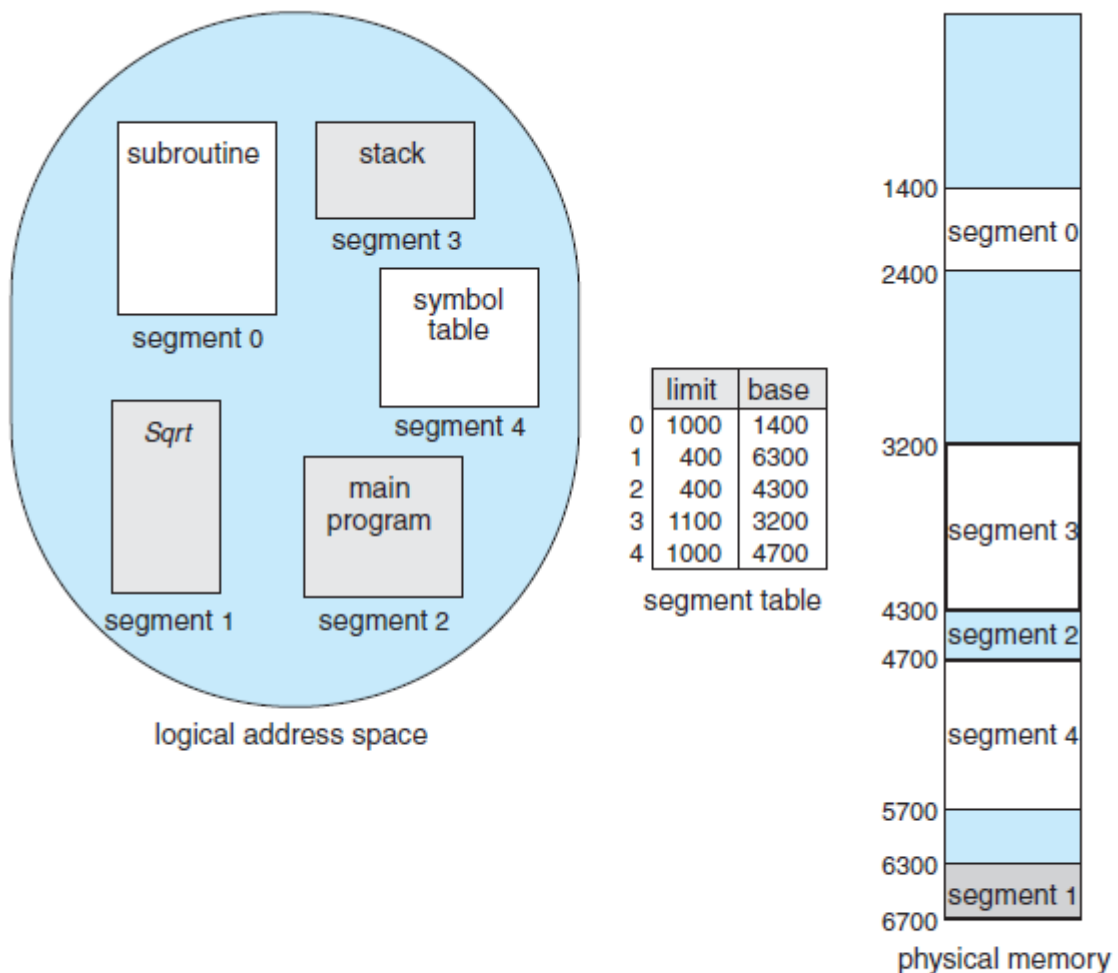 subroutine
segment 0
stack
segment 3
symbol
table
segment 4
Sqrt
segment 1
main
program
segment 2
logical address space
limit base
0 1000 1400
1 400 6300
2 400 4300
3 1100 3200
4 1000 4700
segment table
1400
segment 0
2400
3200
segment 3
4300
segment 2
4700
segment 4
5700
6300
segment 1
6700
physical memory